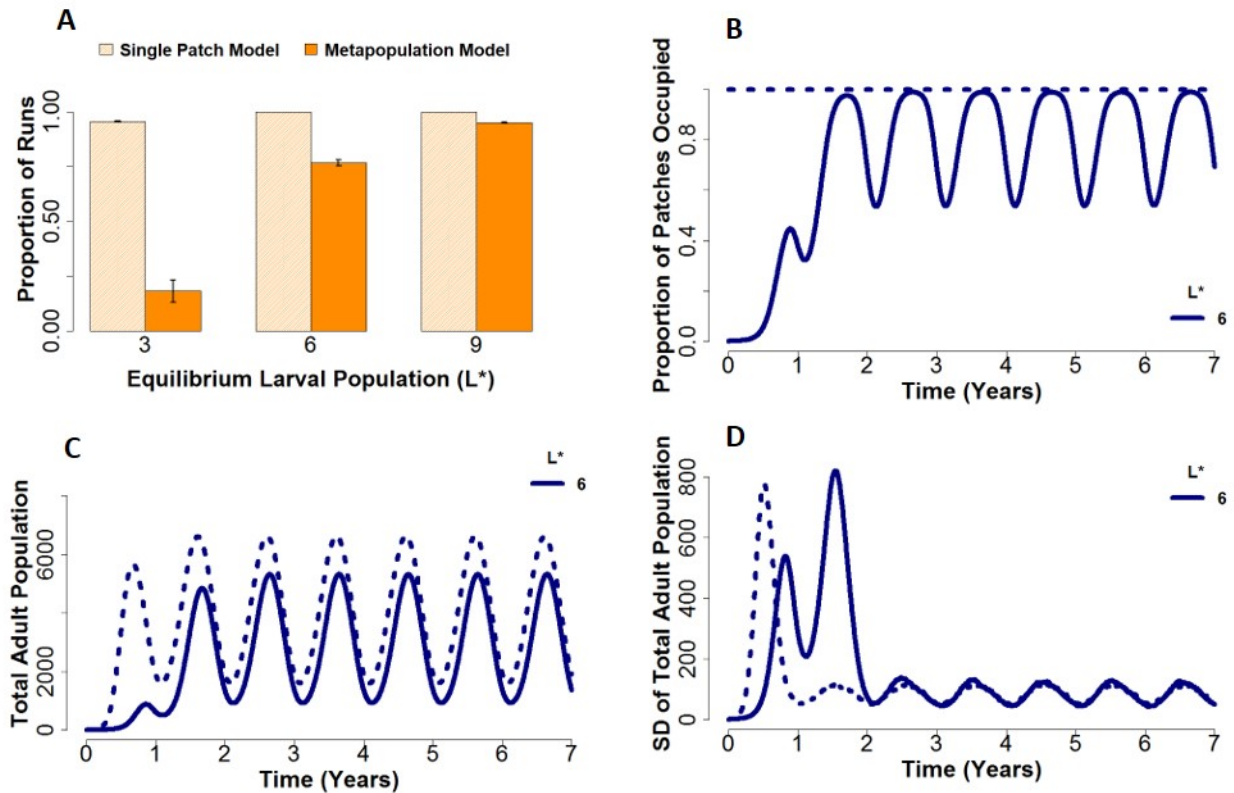 A
Single Patch Model Metapopulation Model
Proportion of Runs
0.00 0.50 1.00
3 6 9
Equilibrium Larval Population (L*)
B
Proportion of Patches Occupied
0.0 0.4 0.8
L*
6
0 1 2 3 4 5 6 7
Time (Years)
C
Total Adult Population
0 2000 6000
L*
6
0 1 2 3 4 5 6 7
Time (Years)
D
SD of Total Adult Population
0 200 400 600 800
L*
6
0 1 2 3 4 5 6 7
Time (Years)